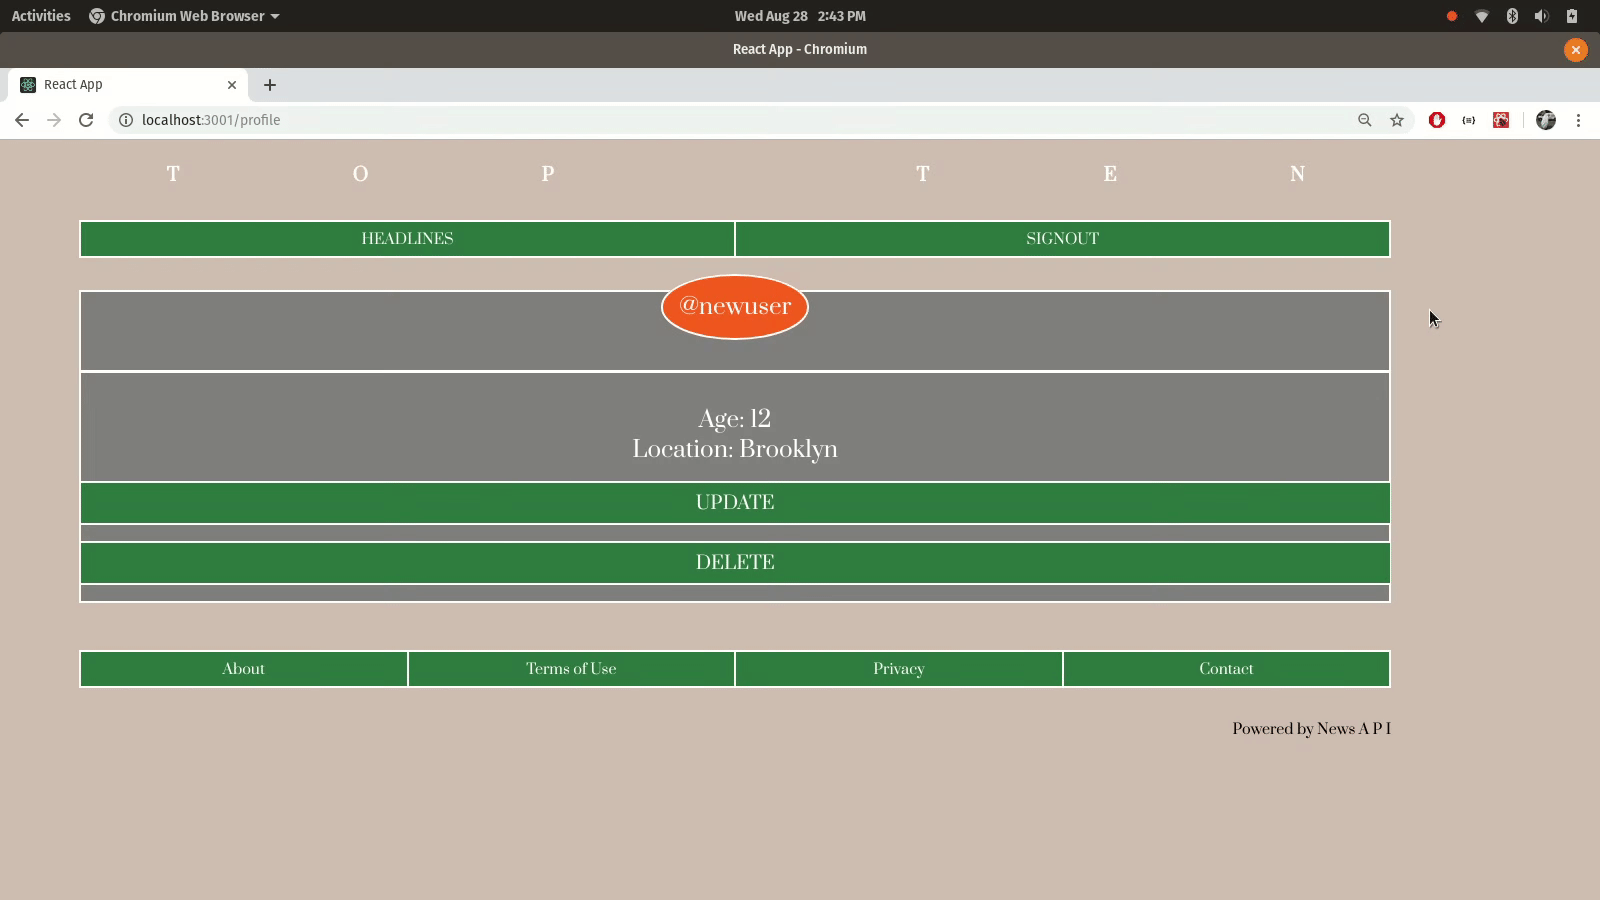 Activities Chromium Web Browser Wed Aug 28 2:43 PM
React App - Chromium
React App
localhost:3001/profile
T O P T E N
HEADLINES SIGNOUT
@newuser
Age: 12
Location: Brooklyn
UPDATE
DELETE
About Terms of Use Privacy Contact
Powered by News A P I